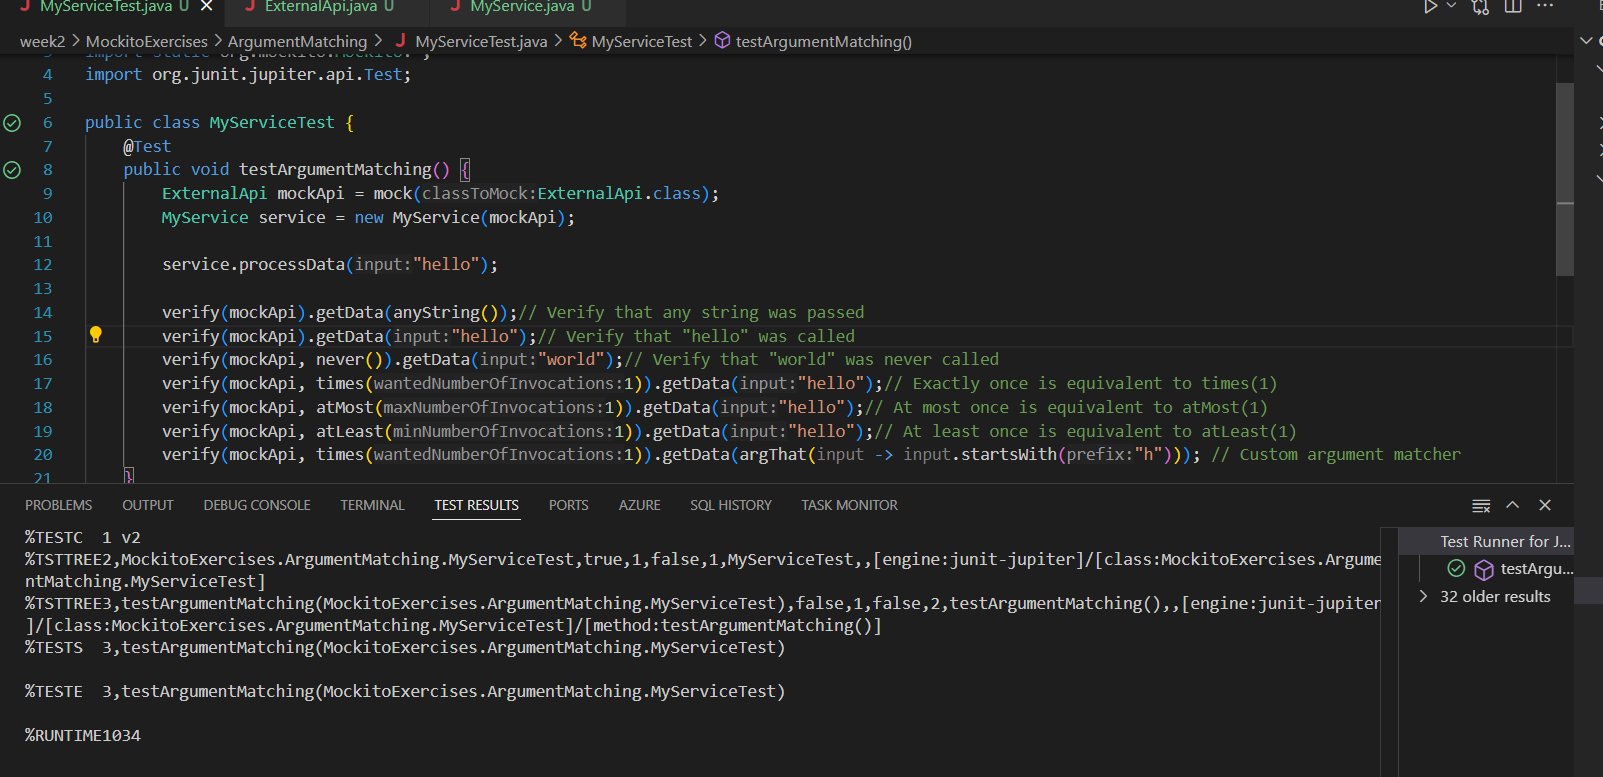 MyServiceTest.java U
ExternalApi.java U
MyService.java U
week2 > MockitoExercises > ArgumentMatching > MyServiceTest.java > MyServiceTest > testArgumentMatching()
4 import org.junit.jupiter.api.Test;
5
6 public class MyServiceTest {
7 @Test
8 public void testArgumentMatching() {
9 ExternalApi mockApi = mock(classToMock:ExternalApi.class);
10 MyService service = new MyService(mockApi);
11
12 service.processData(input:"hello");
13
14 verify(mockApi).getData(anyString());// Verify that any string was passed
15 verify(mockApi).getData(input:"hello");// Verify that "hello" was called
16 verify(mockApi, never()).getData(input:"world");// Verify that "world" was never called
17 verify(mockApi, times(wantedNumberOfInvocations:1)).getData(input:"hello");// Exactly once is equivalent to times(1)
18 verify(mockApi, atMost(maxNumberOfInvocations:1)).getData(input:"hello");// At most once is equivalent to atMost(1)
19 verify(mockApi, atLeast(minNumberOfInvocations:1)).getData(input:"hello");// At least once is equivalent to atLeast(1)
20 verify(mockApi, times(wantedNumberOfInvocations:1)).getData(argThat(input -> input.startsWith(prefix:"h"))); // Custom argument matcher
21 }
PROBLEMS OUTPUT DEBUG CONSOLE TERMINAL TEST RESULTS PORTS AZURE SQL HISTORY TASK MONITOR
%TESTC 1 v2
%TSTTREE2,MockitoExercises.ArgumentMatching.MyServiceTest,true,1,false,1,MyServiceTest,,[engine:junit-jupiter]/[class:MockitoExercises.Argume
ntMatching.MyServiceTest]
%TSTTREE3,testArgumentMatching(MockitoExercises.ArgumentMatching.MyServiceTest),false,1,false,2,testArgumentMatching(),,[engine:junit-jupiter
]/[class:MockitoExercises.ArgumentMatching.MyServiceTest]/[method:testArgumentMatching()]
%TESTS 3,testArgumentMatching(MockitoExercises.ArgumentMatching.MyServiceTest)
%TESTE 3,testArgumentMatching(MockitoExercises.ArgumentMatching.MyServiceTest)
%RUNTIME1034
Test Runner for J...
testArgu...
32 older results